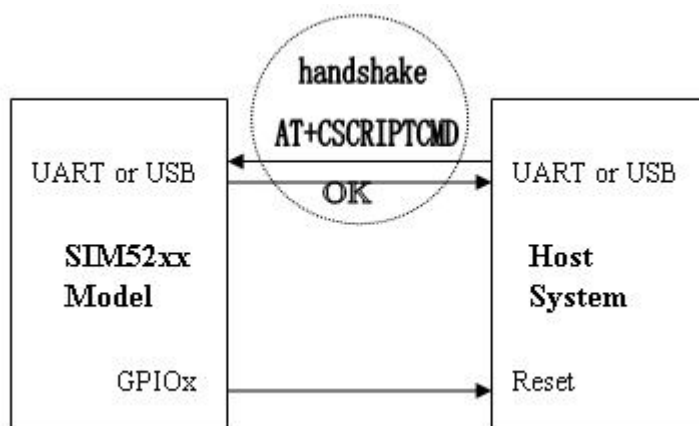 handshake
AT+CSCRIPTCMD
OK
UART or USB
SIM52xx
Model
GPIOx
UART or USB
Host
System
Reset